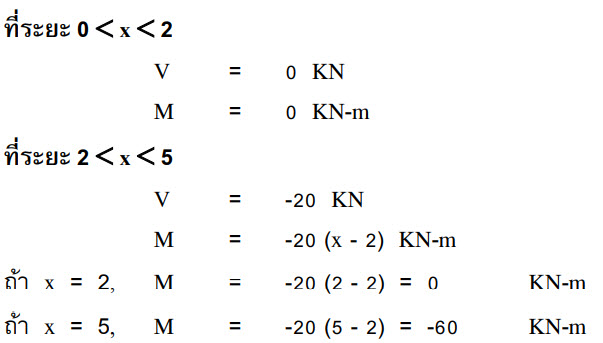 ที่ระยะ 0 < x < 2
V = 0 KN
M = 0 KN-m
ที่ระยะ 2 < x < 5
V = -20 KN
M = -20 (x - 2) KN-m
ถ้า x = 2, M = -20 (2 - 2) = 0 KN-m
ถ้า x = 5, M = -20 (5 - 2) = -60 KN-m